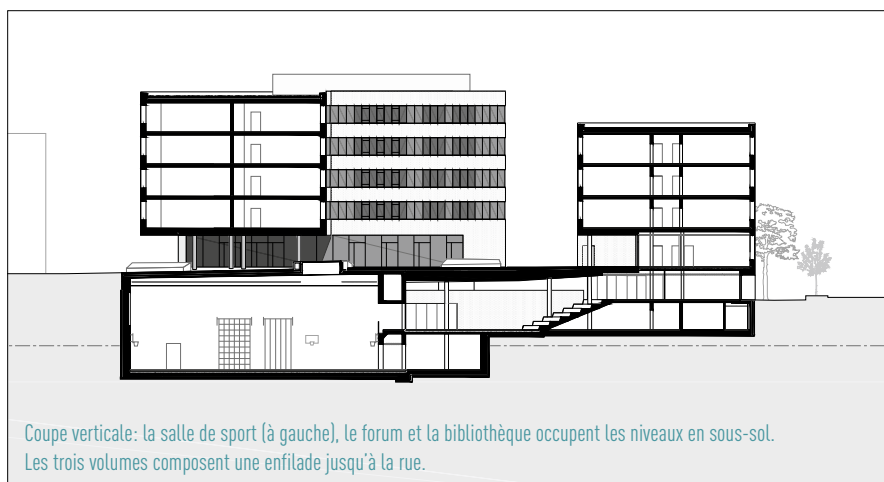 Coupe verticale: la salle de sport (à gauche), le forum et la bibliothèque occupent les niveaux en sous-sol.
Les trois volumes composent une enfilade jusqu'à la rue.